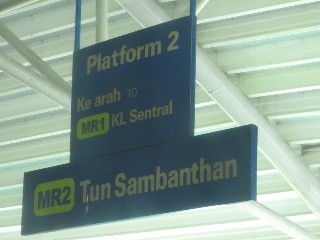 Platform 2
Ke arah TO
MR1 KL Sentral
MR2 Tun Sambanthan